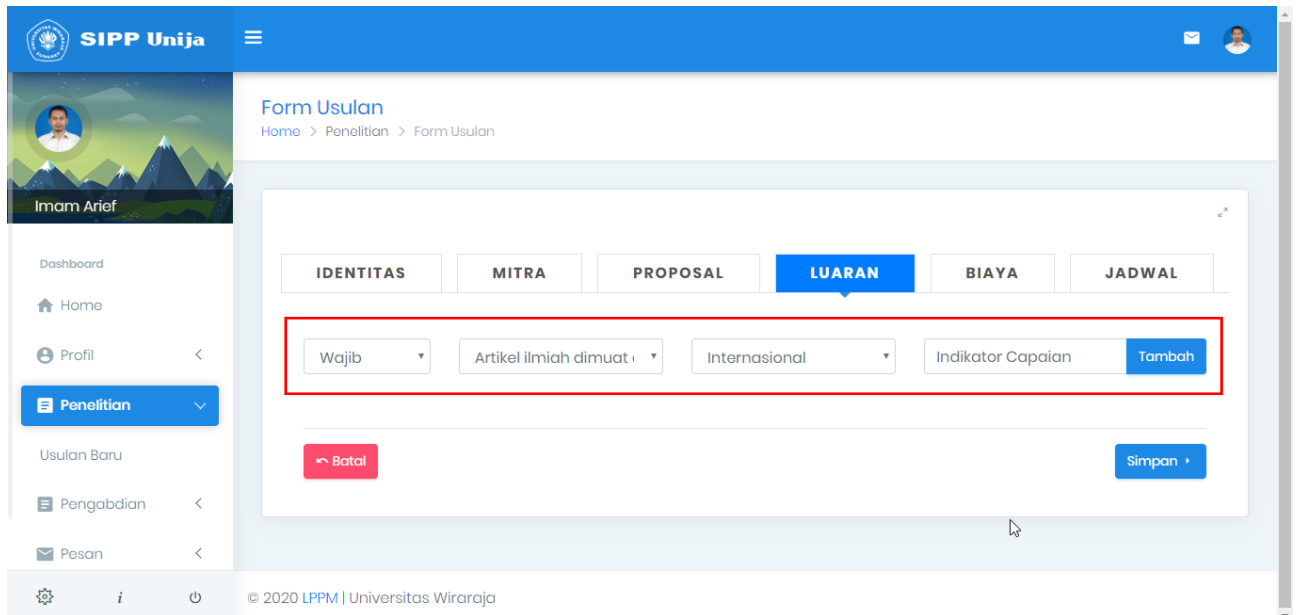 SIPP Unija
Imam Arief
Dashboard
Home
Profil
Penelitian
Usulan Baru
Pengabdian
Pesan
i
Form Usulan
Home > Penelitian > Form Usulan
IDENTITAS MITRA PROPOSAL LUARAN BIAYA JADWAL
Wajib Artikel ilmiah dimuat Internasional Indikator Capaian Tambah
Batal Simpan
© 2020 LPPM | Universitas Wiraraja